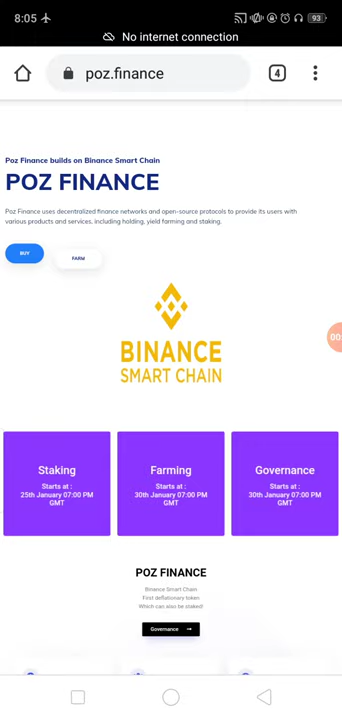 8:05
93
No internet connection
poz.finance
4
Poz Finance builds on Binance Smart Chain
POZ FINANCE
Poz Finance uses decentralized finance networks and open-source protocols to provide its users with
various products and services, including holding, yield farming and staking.
BUY
FARM
BINANCE
SMART CHAIN
Staking
Starts at :
25th January 07:00 PM
GMT
Farming
Starts at :
30th January 07:00 PM
GMT
Governance
Starts at :
30th January 07:00 PM
GMT
POZ FINANCE
Binance Smart Chain
First deflationary token
Which can also be staked!
Governance →